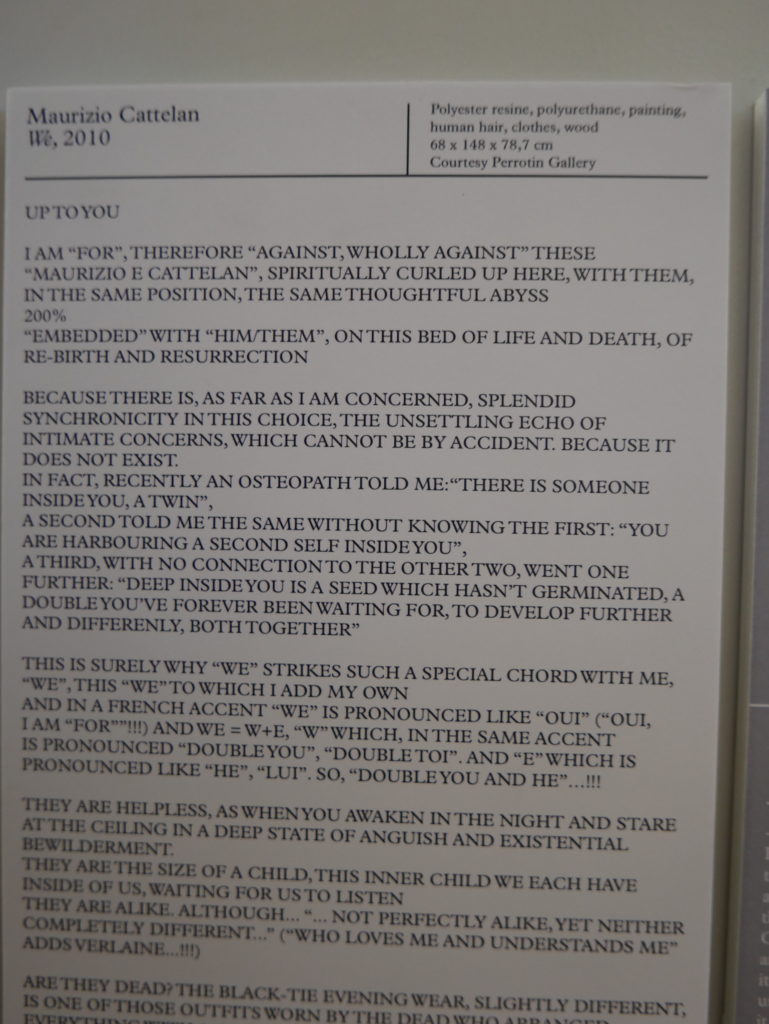 Maurizio Cattelan
We, 2010
Polyester resine, polyurethane, painting,
human hair, clothes, wood
68 x 148 x 78,7 cm
Courtesy Perrotin Gallery
UP TO YOU
I AM “FOR”, THEREFORE “AGAINST, WHOLLY AGAINST” THESE
“MAURIZIO E CATTELAN”, SPIRITUALLY CURLED UP HERE, WITH THEM,
IN THE SAME POSITION, THE SAME THOUGHTFUL ABYSS
200%
“EMBEDDED” WITH “HIM/THEM”, ON THIS BED OF LIFE AND DEATH, OF
RE-BIRTH AND RESURRECTION
BECAUSE THERE IS, AS FAR AS I AM CONCERNED, SPLENDID
SYNCHRONICITY IN THIS CHOICE, THE UNSETTLING ECHO OF
INTIMATE CONCERNS, WHICH CANNOT BE BY ACCIDENT. BECAUSE IT
DOES NOT EXIST.
IN FACT, RECENTLY AN OSTEOPATH TOLD ME: “THERE IS SOMEONE
INSIDE YOU, A TWIN”,
A SECOND TOLD ME THE SAME WITHOUT KNOWING THE FIRST: “YOU
ARE HARBOURING A SECOND SELF INSIDE YOU”,
A THIRD, WITH NO CONNECTION TO THE OTHER TWO, WENT ONE
FURTHER: “DEEP INSIDE YOU IS A SEED WHICH HASN’T GERMINATED, A
DOUBLE YOU’VE FOREVER BEEN WAITING FOR, TO DEVELOP FURTHER
AND DIFFERENLY, BOTH TOGETHER”
THIS IS SURELY WHY “WE” STRIKES SUCH A SPECIAL CHORD WITH ME,
“WE”, THIS “WE” TO WHICH I ADD MY OWN
AND IN A FRENCH ACCENT “WE” IS PRONOUNCED LIKE “OUI” (“OUI,
I AM “FOR””!!!) AND WE = W+E, “W” WHICH, IN THE SAME ACCENT
IS PRONOUNCED “DOUBLE YOU”, “DOUBLE TOI”. AND “E” WHICH IS
PRONOUNCED LIKE “HE”, “LUI”. SO, “DOUBLE YOU AND HE”...!!!
THEY ARE HELPLESS, AS WHEN YOU AWAKEN IN THE NIGHT AND STARE
AT THE CEILING IN A DEEP STATE OF ANGUISH AND EXISTENTIAL
BEWILDERMENT.
THEY ARE THE SIZE OF A CHILD, THIS INNER CHILD WE EACH HAVE
INSIDE OF US, WAITING FOR US TO LISTEN
THEY ARE ALIKE. ALTHOUGH... “... NOT PERFECTLY ALIKE, YET NEITHER
COMPLETELY DIFFERENT...” (“WHO LOVES ME AND UNDERSTANDS ME”
ADDS VERLAINE...!!!)
ARE THEY DEAD? THE BLACK-TIE EVENING WEAR, SLIGHTLY DIFFERENT,
IS ONE OF THOSE OUTFITS WORN BY THE DEAD WHO ARRANGED